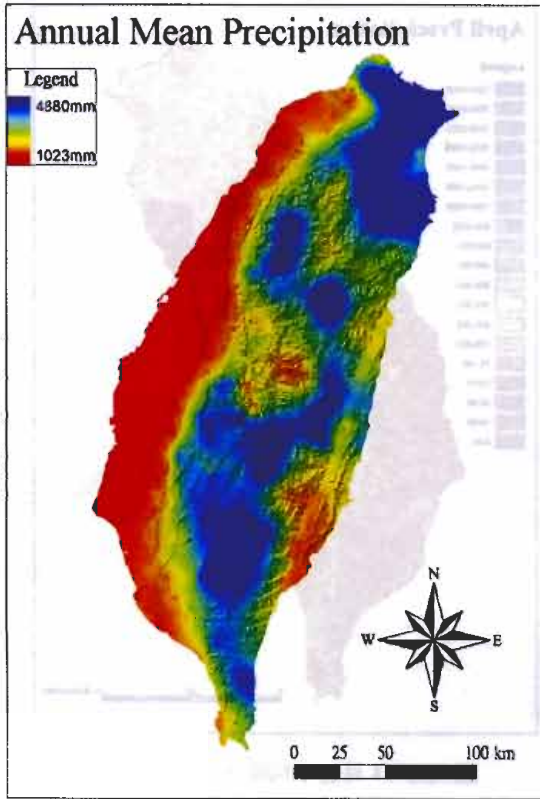 Annual Mean Precipitation
Legend
4880mm
1023mm
N
W E
S
0 25 50 100 km